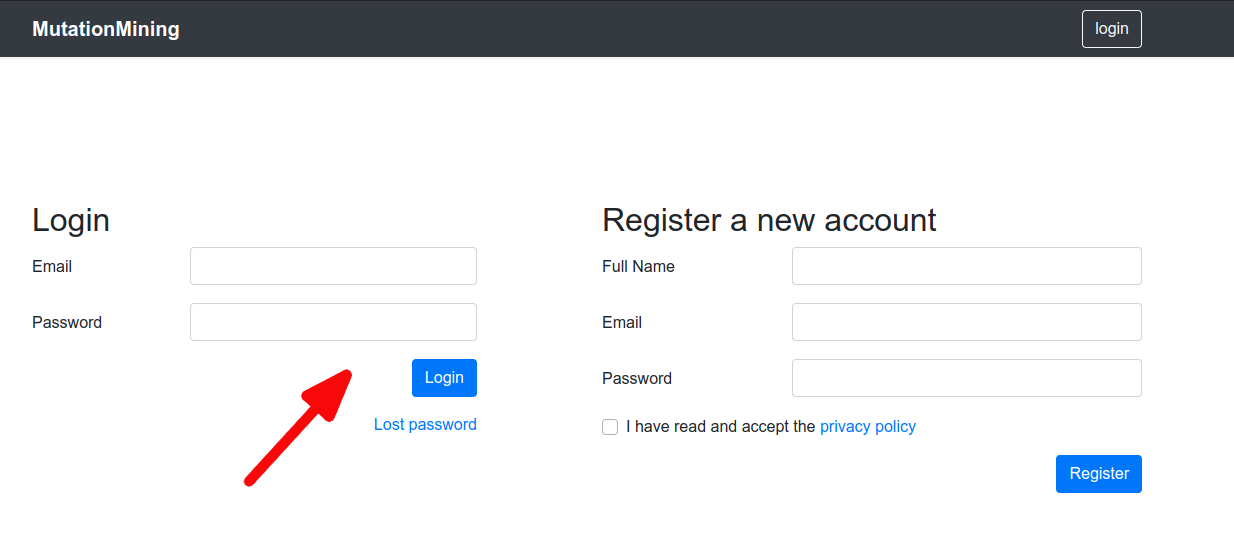 MutationMining
login
Login
Email
Password
Login
Lost password
Register a new account
Full Name
Email
Password
I have read and accept the privacy policy
Register